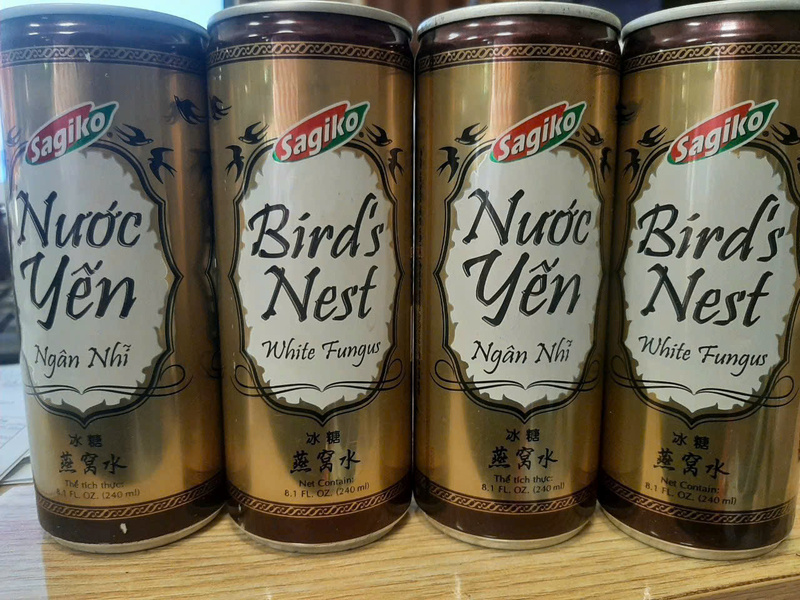 Sagiko
Nước
Yến
Ngân Nhĩ
冰糖
燕窝水
Thể tích thực:
8.1 FL. OZ. (240 ml)
Sagiko
Bird's
Nest
White Fungus
冰糖
燕窝水
Net Contain:
8.1 FL. OZ. (240 ml)
Sagiko
Nước
Yến
Ngân Nhĩ
冰糖
燕窝水
Thể tích thực:
8.1 FL. OZ. (240 ml)
Sagiko
Bird's
Nest
White Fungus
冰糖
燕窝水
Net Contain:
8.1 FL. OZ. (240 ml)